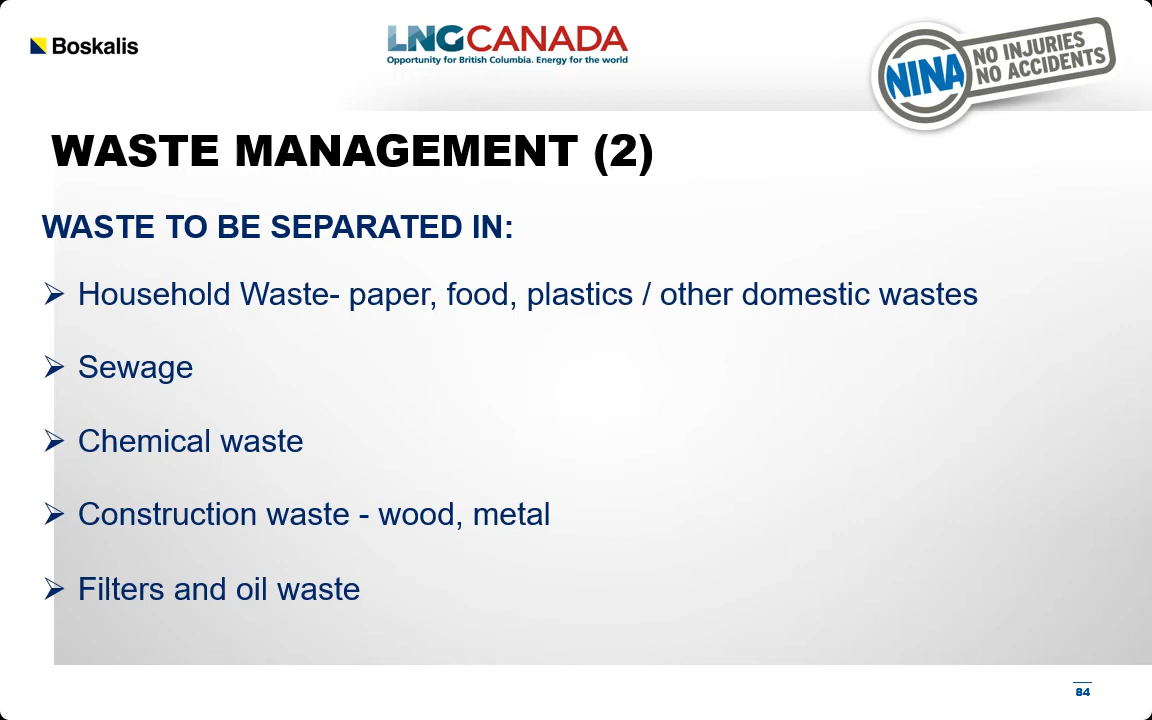 Boskalis
LNGCANADA
Opportunity for British Columbia. Energy for the world
NINA
NO INJURIES
NO ACCIDENTS
WASTE MANAGEMENT (2)
WASTE TO BE SEPARATED IN:
➢ Household Waste- paper, food, plastics / other domestic wastes
➢ Sewage
➢ Chemical waste
➢ Construction waste - wood, metal
➢ Filters and oil waste
84